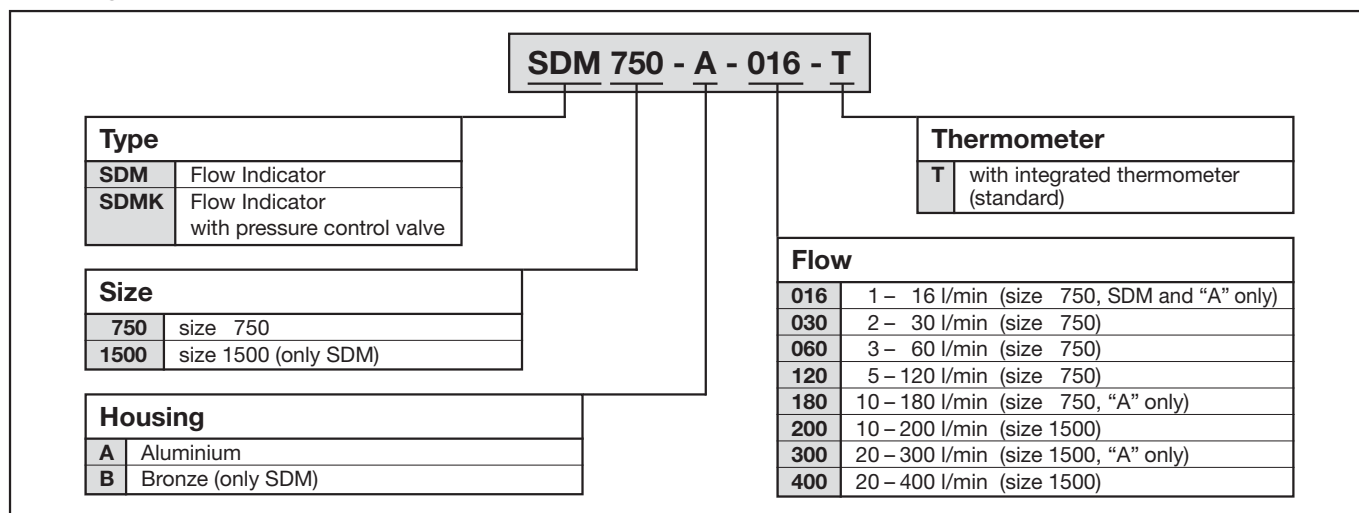 SDM 750 - A - 016 - T
Type
SDM Flow Indicator
SDMK Flow Indicator
with pressure control valve
Size
750 size 750
1500 size 1500 (only SDM)
Housing
A Aluminium
B Bronze (only SDM)
Thermometer
T with integrated thermometer
(standard)
Flow
016 1 – 16 l/min (size 750, SDM and “A” only)
030 2 – 30 l/min (size 750)
060 3 – 60 l/min (size 750)
120 5 – 120 l/min (size 750)
180 10 – 180 l/min (size 750, “A” only)
200 10 – 200 l/min (size 1500)
300 20 – 300 l/min (size 1500, “A” only)
400 20 – 400 l/min (size 1500)